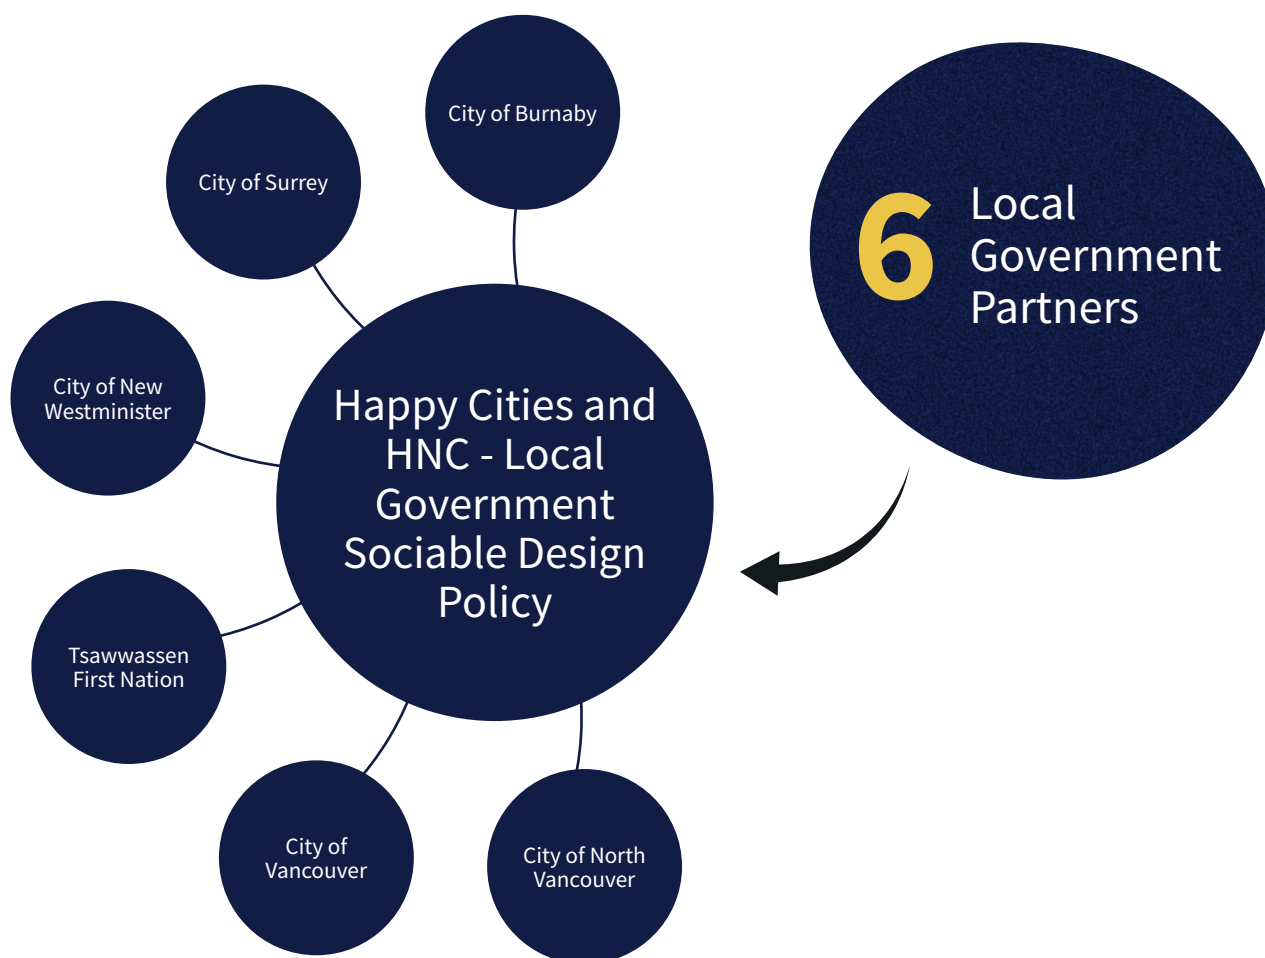 City of Burnaby
City of Surrey
City of New
Westminister
Tsawwassen
First Nation
City of
Vancouver
City of North
Vancouver
Happy Cities and
HNC - Local
Government
Sociable Design
Policy
6
Local
Government
Partners